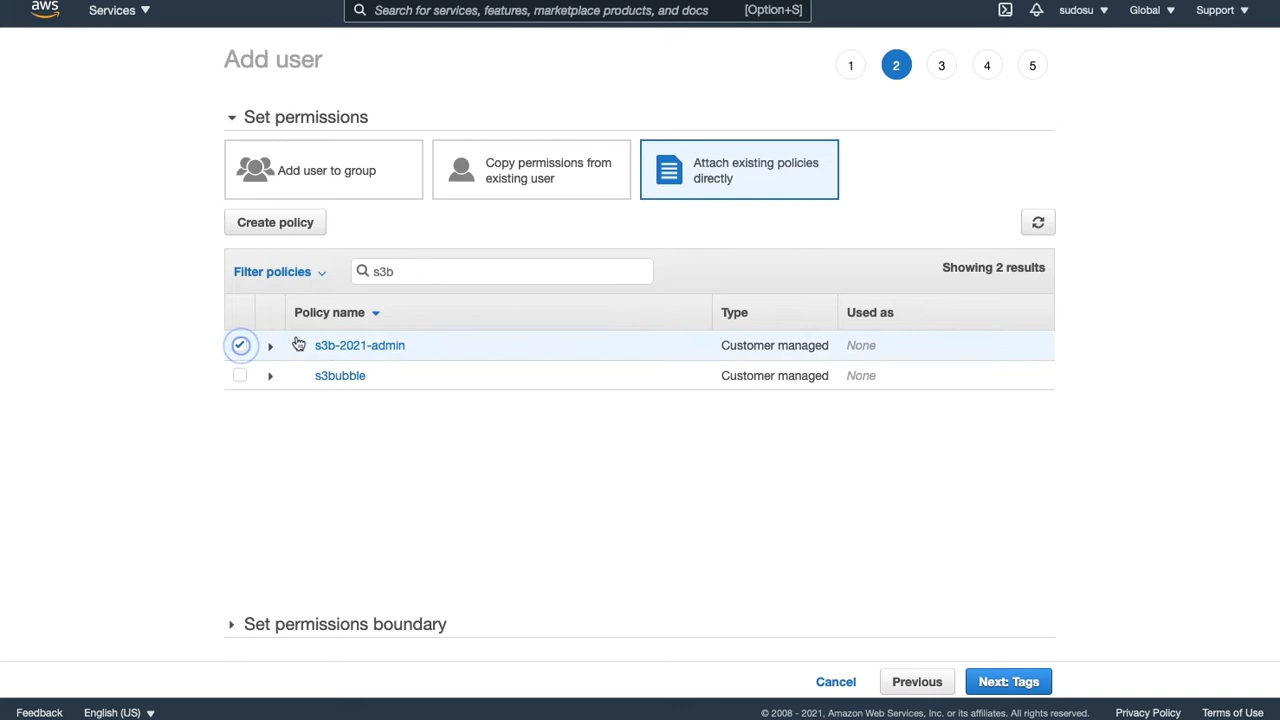 aws Services Search for services, features, marketplace products, and docs [Option+S] sudosu Global Support
Add user 1 2 3 4 5
Set permissions
Add user to group
Copy permissions from
existing user
Attach existing policies
directly
Create policy
Filter policies s3b Showing 2 results
Policy name Type Used as
s3b-2021-admin Customer managed None
s3bubble Customer managed None
Set permissions boundary
Cancel Previous Next: Tags
Feedback English (US) © 2008 - 2021, Amazon Web Services, Inc. or its affiliates. All rights reserved. Privacy Policy Terms of Use